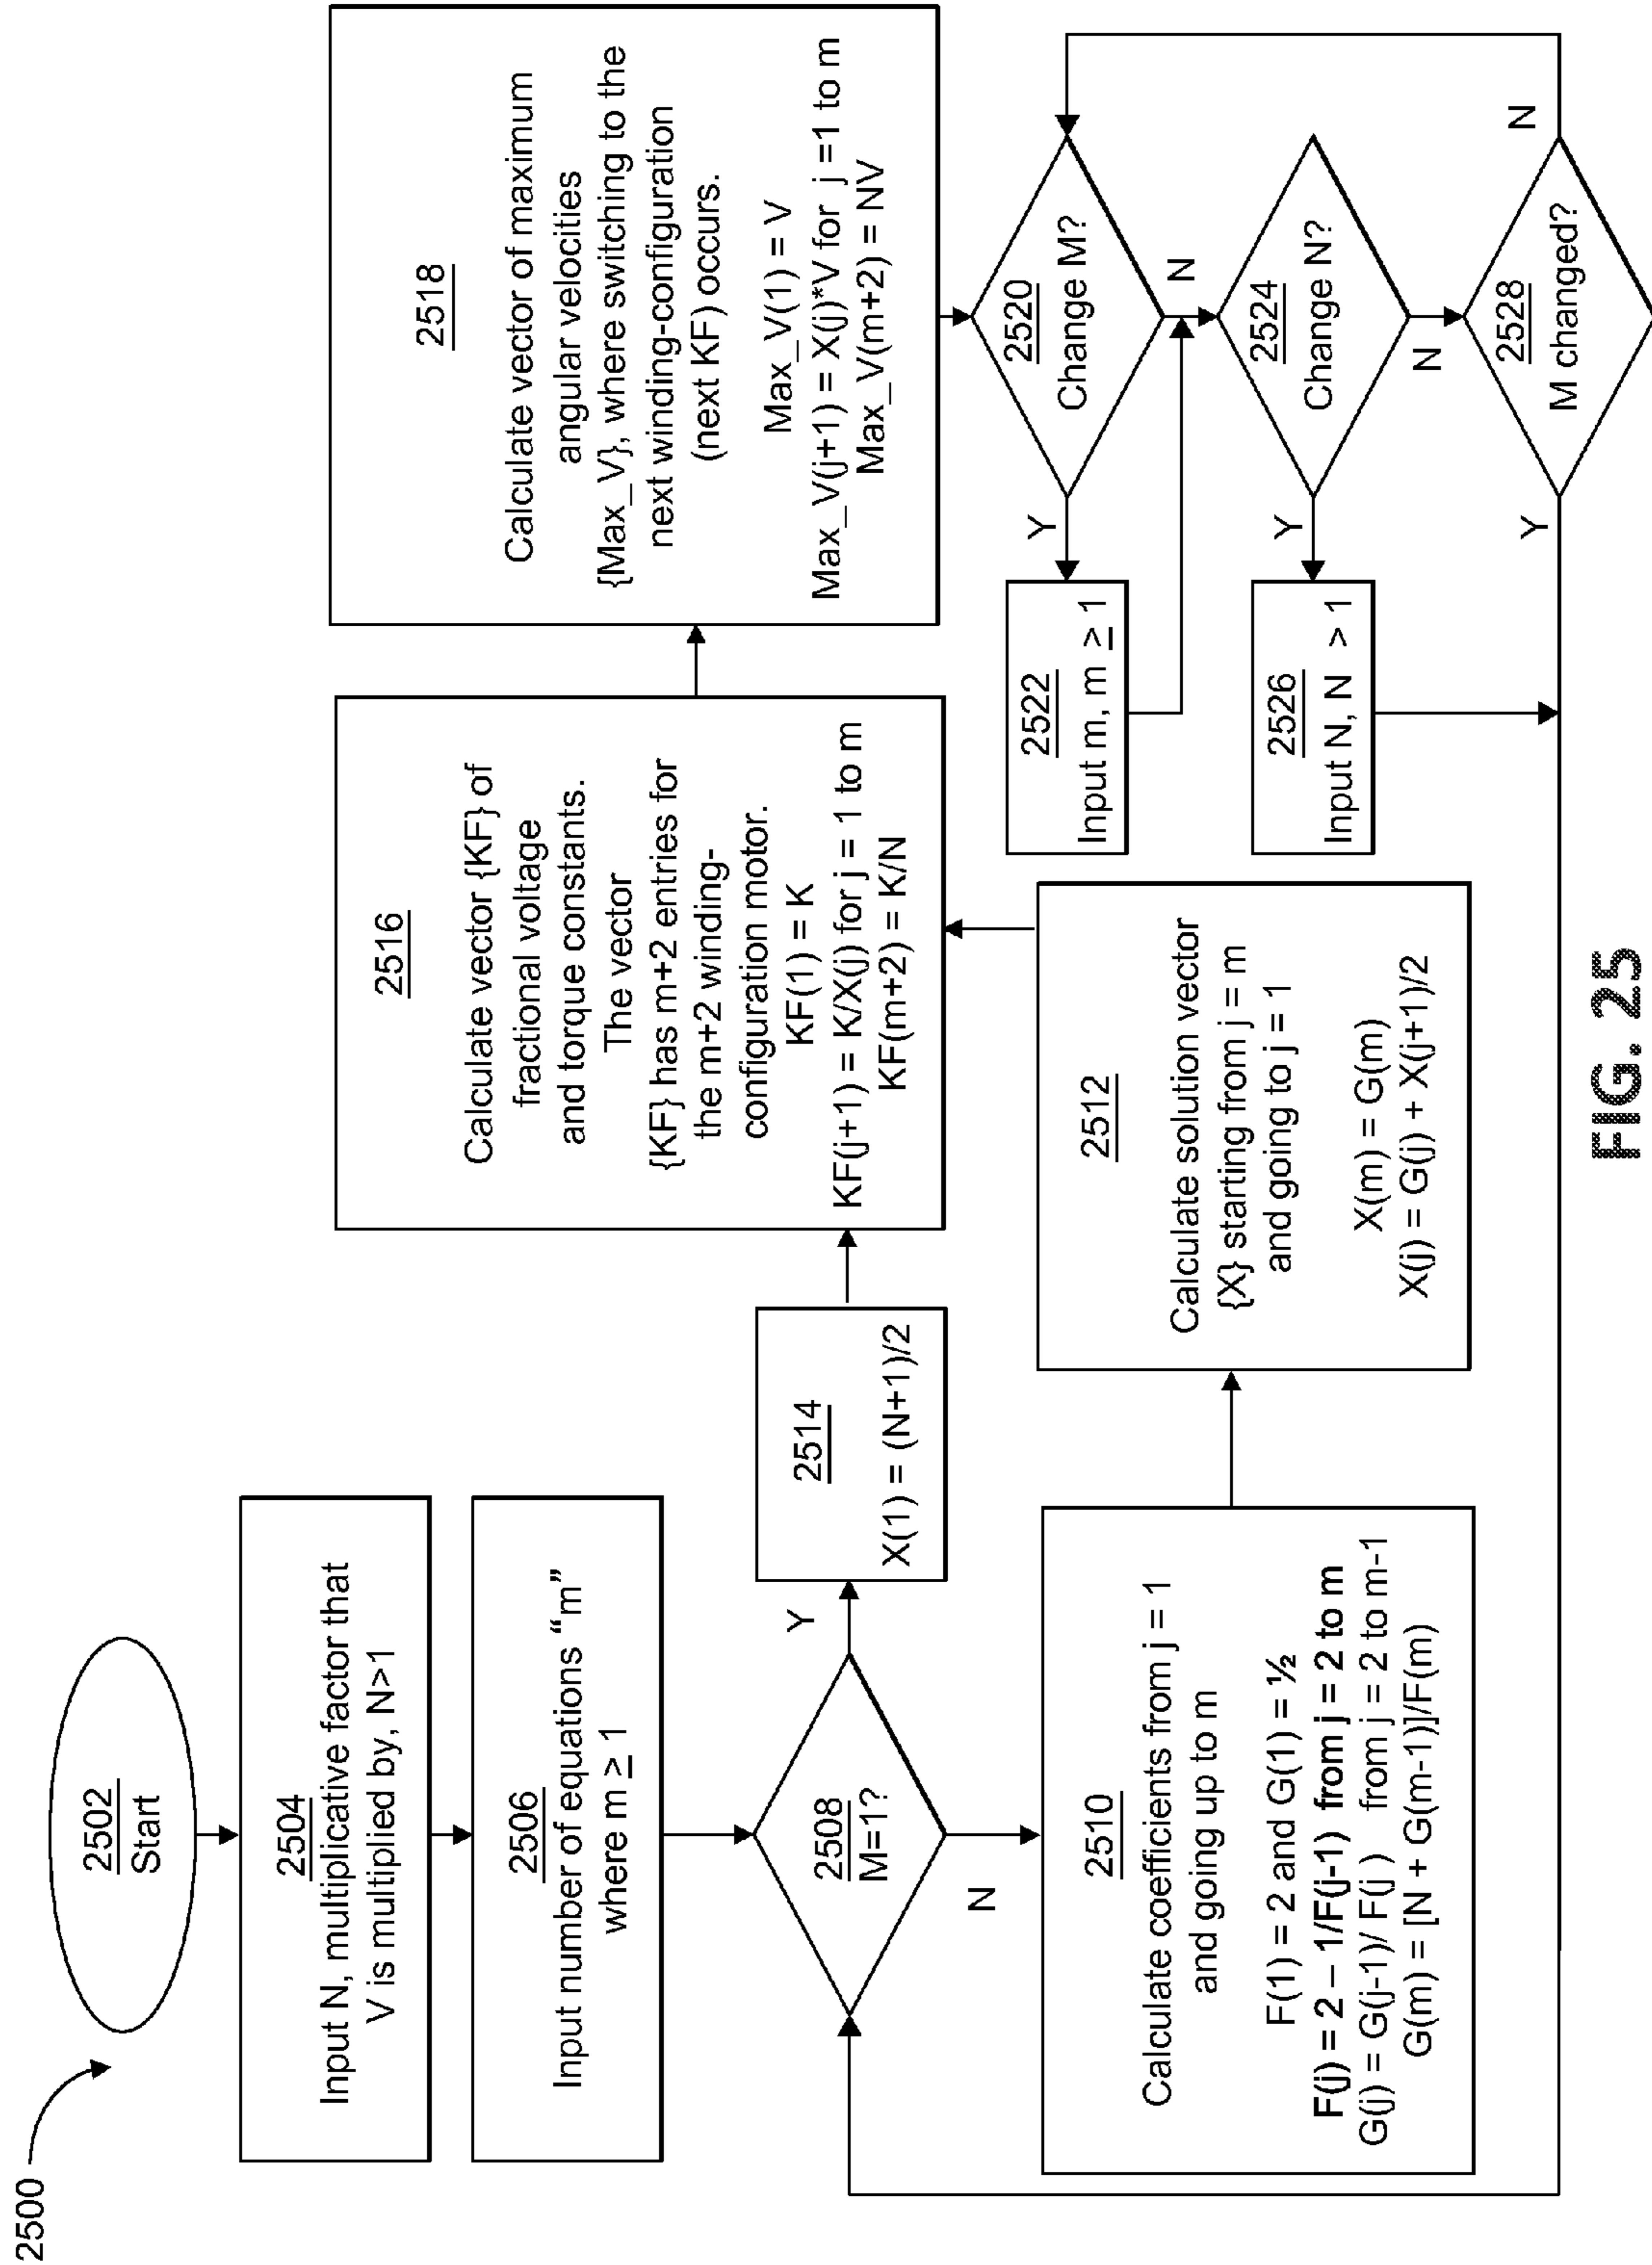 2500
2502
Start
2504
Input N, multiplicative factor that
V is multiplied by, N>1
2506
Input number of equations “m”
where m ≥ 1
2508
M=1?
Y
N
2510
Calculate coefficients from j = 1
and going up to m
F(1) = 2 and G(1) = ½
F(j) = 2 – 1/F(j-1) from j = 2 to m
G(j) = G(j-1)/ F(j ) from j = 2 to m-1
G(m) = [N + G(m-1)]/F(m)
2514
X(1) = (N+1)/2
2512
Calculate solution vector
{X} starting from j = m
and going to j = 1
X(m) = G(m)
X(j) = G(j) + X(j+1)/2
2516
Calculate vector {KF} of
fractional voltage
and torque constants.
The vector
{KF} has m+2 entries for
the m+2 winding-
configuration motor.
KF(1) = K
KF(j+1) = K/X(j) for j = 1 to m
KF(m+2) = K/N
2518
Calculate vector of maximum
angular velocities
{Max_V}, where switching to the
next winding-configuration
(next KF) occurs.
Max_V(1) = V
Max_V(j+1) = X(j)*V for j =1 to m
Max_V(m+2) = NV
2520
Change M?
Y
N
2522
Input m, m ≥ 1
2524
Change N?
Y
N
2526
Input N, N > 1
2528
M changed?
Y
N
FIG. 25